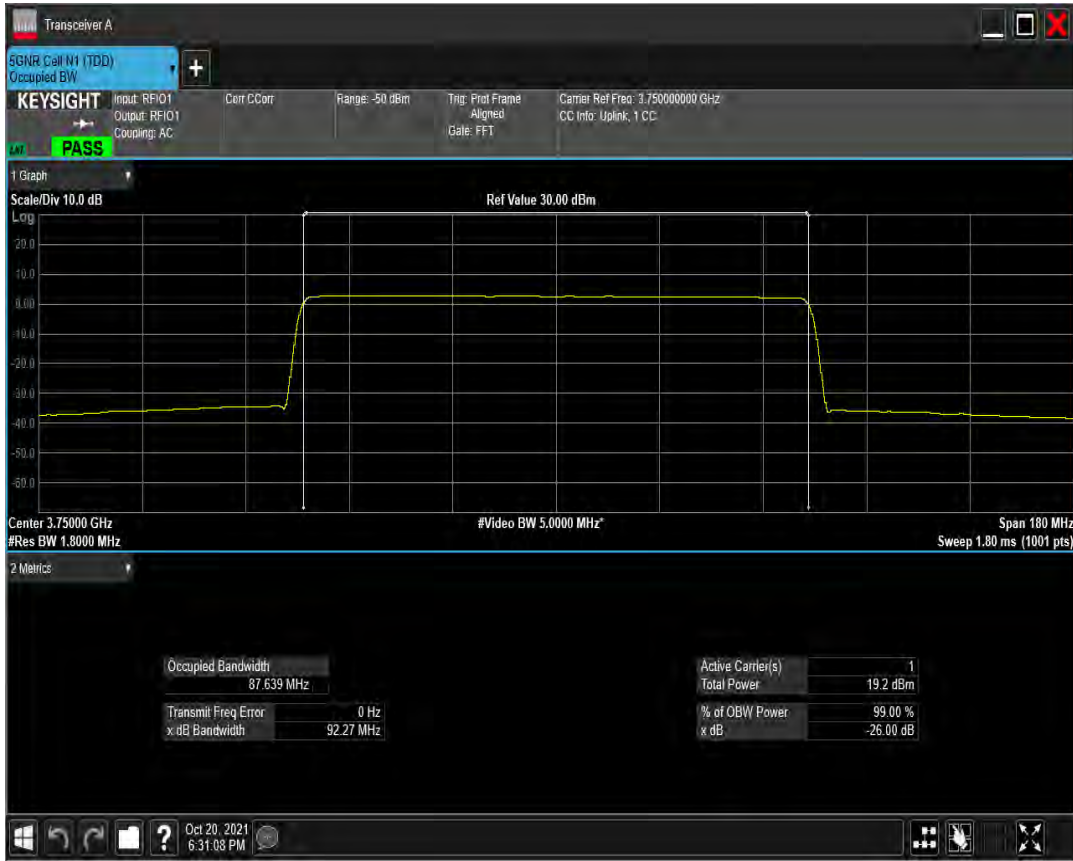 Transceiver A
5GNR Cell N1 (TDD)
Occupied BW
+
KEYSIGHT
Input: RFIO1
Output: RFIO1
Coupling: AC
Corr CCorr
Range: -50 dBm
Trig: Prot Frame
Aligned
Gate: FFT
Carrier Ref Freq: 3.750000000 GHz
CC Info: Uplink, 1 CC
PASS
1 Graph
Scale/Div 10.0 dB
Ref Value 30.00 dBm
Log
20.0
10.0
0.00
-10.0
-20.0
-30.0
-40.0
-50.0
-60.0
Center 3.75000 GHz
#Video BW 5.0000 MHz*
Span 180 MHz
#Res BW 1.8000 MHz
Sweep 1.80 ms (1001 pts)
2 Metrics
Occupied Bandwidth
87.639 MHz
Transmit Freq Error 0 Hz
x dB Bandwidth 92.27 MHz
Active Carrier(s) 1
Total Power 19.2 dBm
% of OBW Power 99.00 %
x dB -26.00 dB
?
Oct 20, 2021
6:31:08 PM